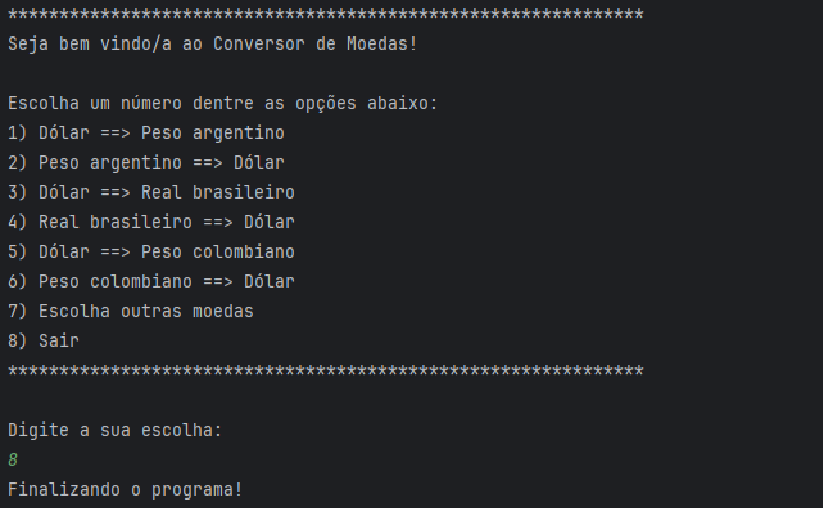 **************************************************************
Seja bem vindo/a ao Conversor de Moedas!
Escolha um número dentre as opções abaixo:
1) Dólar ==> Peso argentino
2) Peso argentino ==> Dólar
3) Dólar ==> Real brasileiro
4) Real brasileiro ==> Dólar
5) Dólar ==> Peso colombiano
6) Peso colombiano ==> Dólar
7) Escolha outras moedas
8) Sair
**************************************************************
Digite a sua escolha:
8
Finalizando o programa!